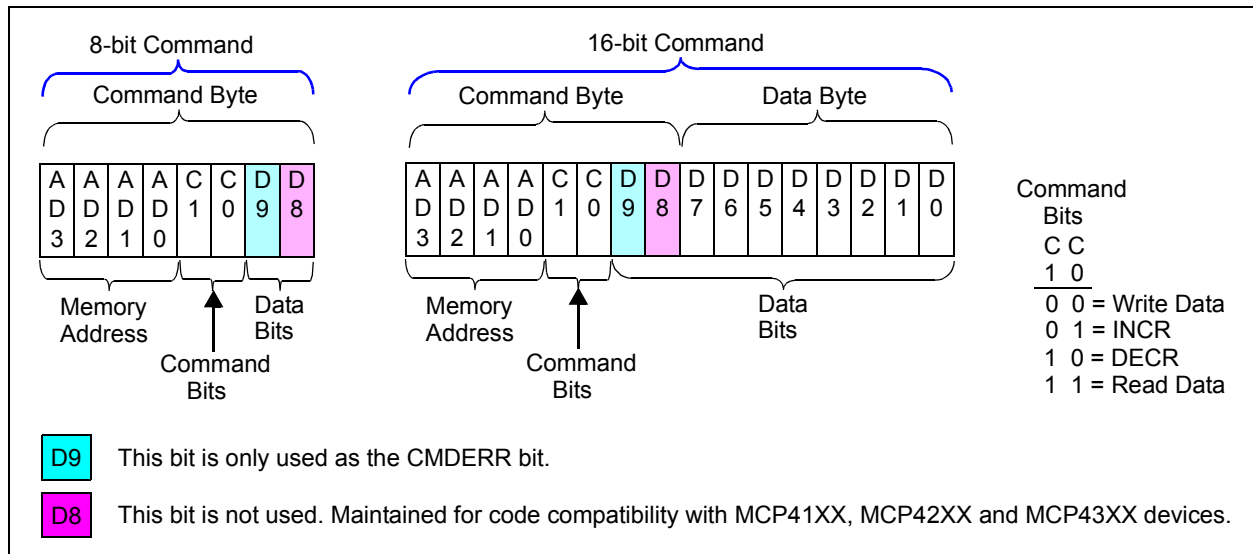 8-bit Command
16-bit Command
Command Byte
Command Byte
Data Byte
A A A A C C D D
D D D D 1 0 9 8
3 2 1 0
A A A A C C D D D D D D D D D D
D D D D 1 0 9 8 7 6 5 4 3 2 1 0
3 2 1 0
Memory
Address
Data
Bits
Command
Bits
Memory
Address
Data
Bits
Command
Bits
Command
Bits
C C
1 0
0 0 = Write Data
0 1 = INCR
1 0 = DECR
1 1 = Read Data
D9 This bit is only used as the CMDERR bit.
D8 This bit is not used. Maintained for code compatibility with MCP41XX, MCP42XX and MCP43XX devices.